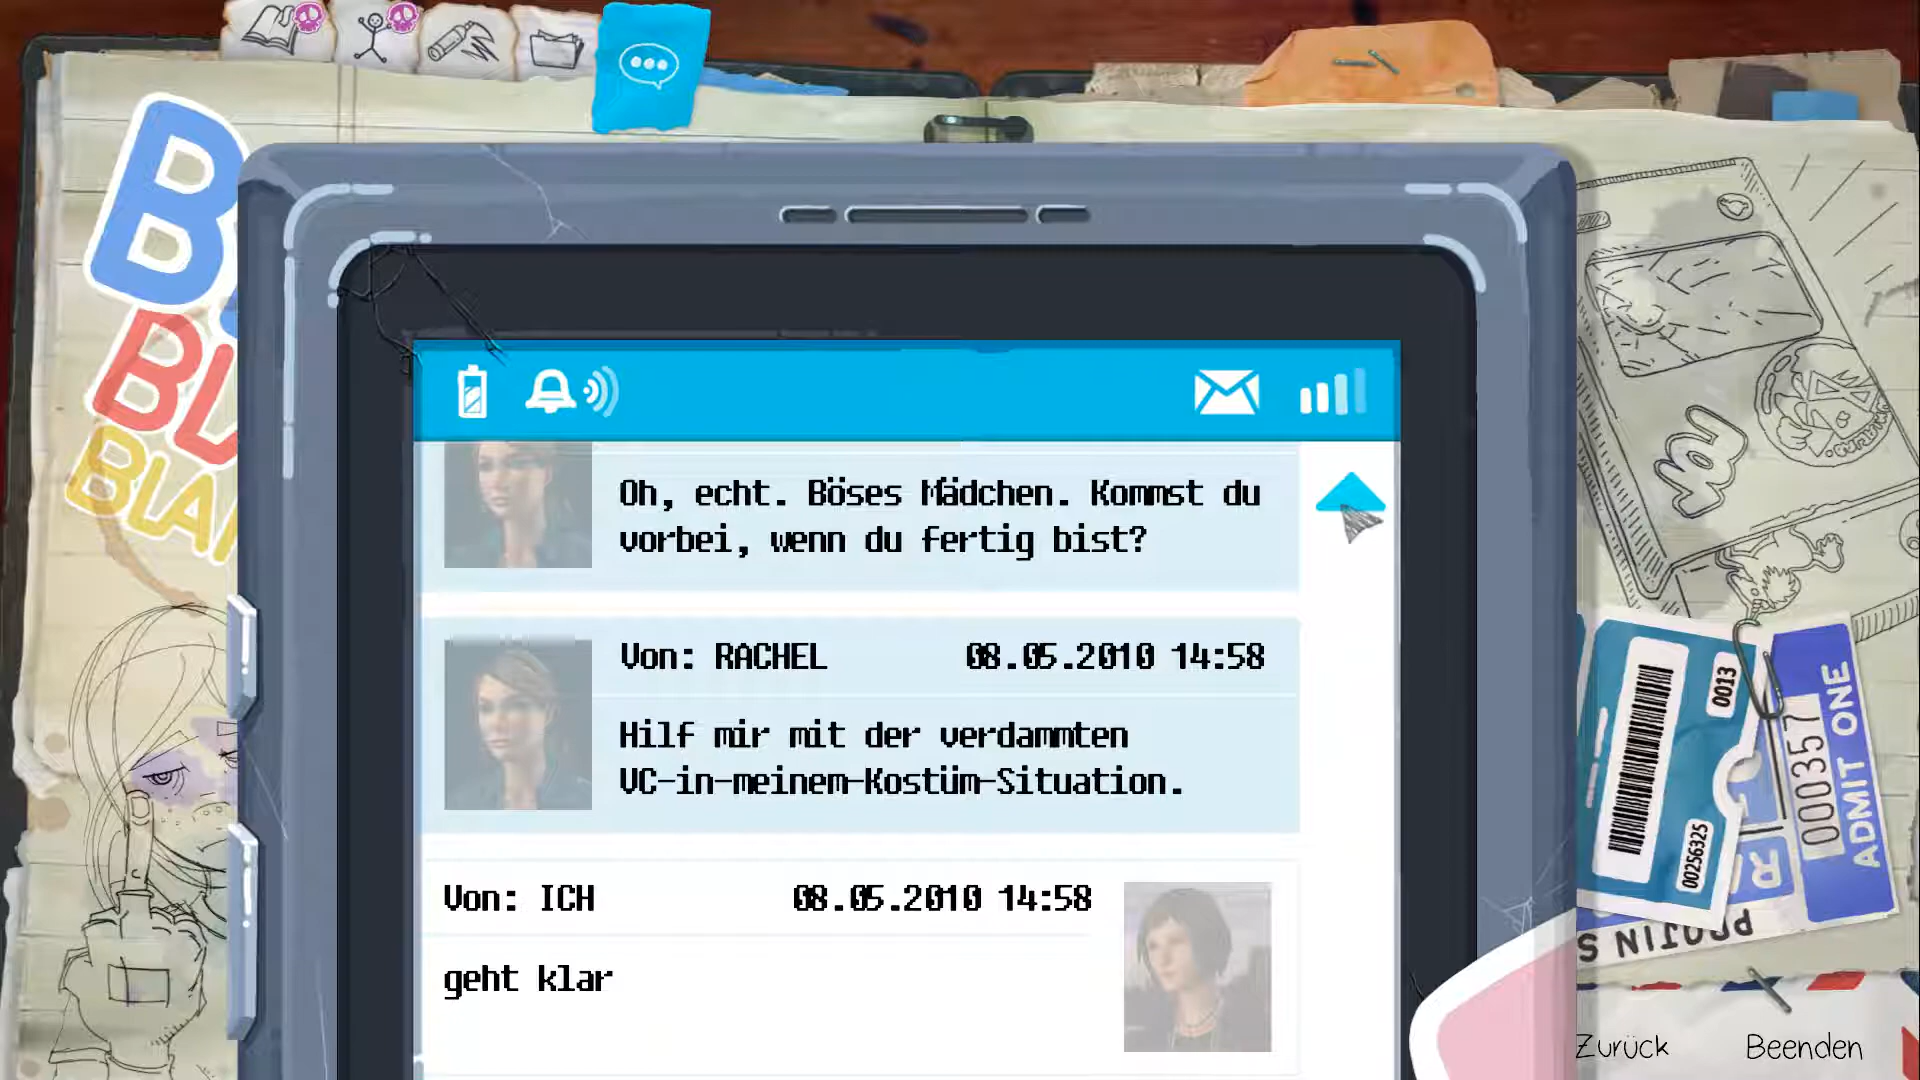 Oh, echt. Böses Mädchen. Kommst du
vorbei, wenn du fertig bist?
Von: RACHEL 08.05.2010 14:58
Hilf mir mit der verdammten
VC-in-meinem-Kostüm-Situation.
Von: ICH 08.05.2010 14:58
geht klar
0013
00256325
000357
ADMIT ONE
Zurück Beenden